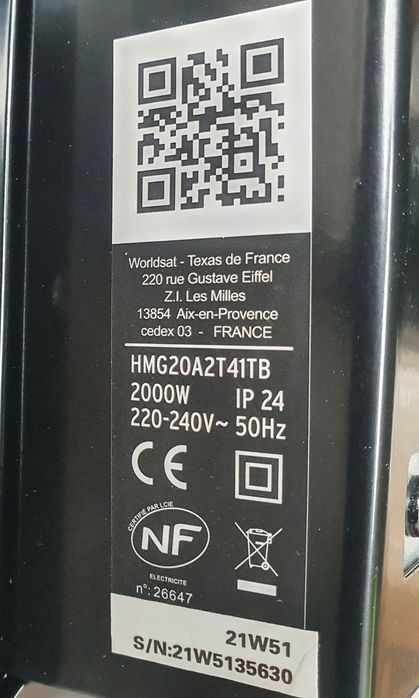 Worldsat - Texas de France
220 rue Gustave Eiffel
Z.I. Les Milles
13854 Aix-en-Provence
cedex 03 - FRANCE
HMG20A2T41TB
2000W IP 24
220-240V~ 50Hz
CE
CERTIFIÉ PAR LCIE
NF
ELECTRICITE
n°: 26647
21W51
S/N:21W5135630